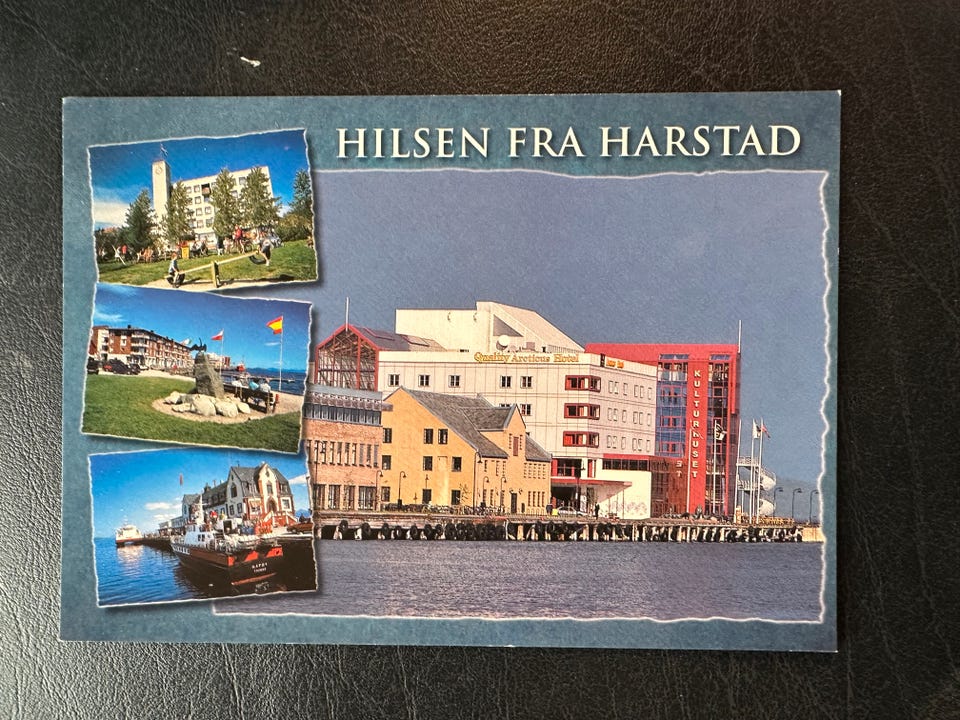 HILSEN FRA HARSTAD
Quality Arcticus Hotel
KULTURHUSET